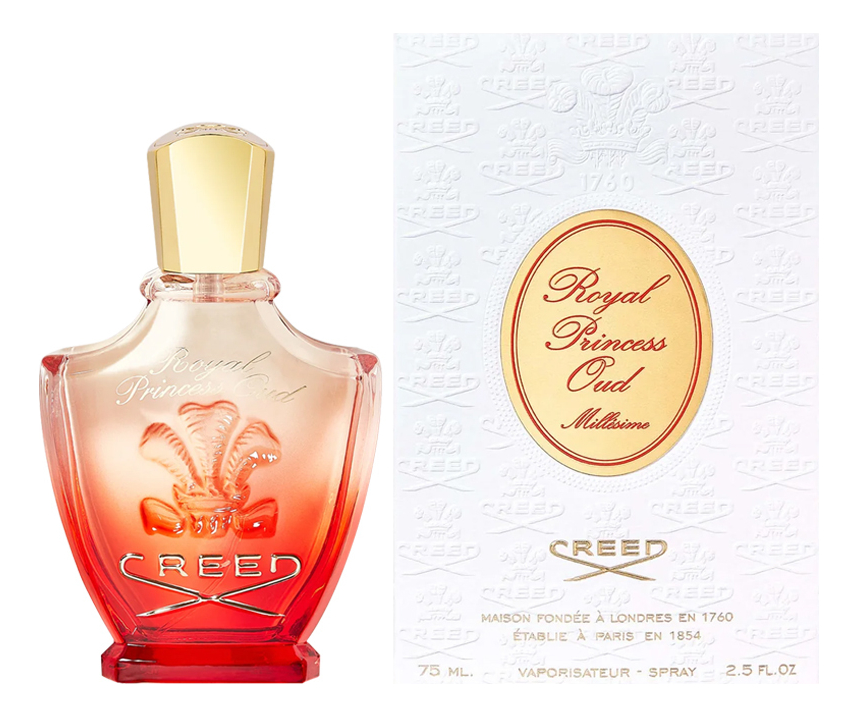 Royal
Princess Oud
CREED
1760
Royal
Princess
Oud
Millésime
CREED
MAISON FONDÉE À LONDRES EN 1760
ÉTABLIE À PARIS EN 1854
75 ML. VAPORISATEUR - SPRAY 2.5 FL.OZ